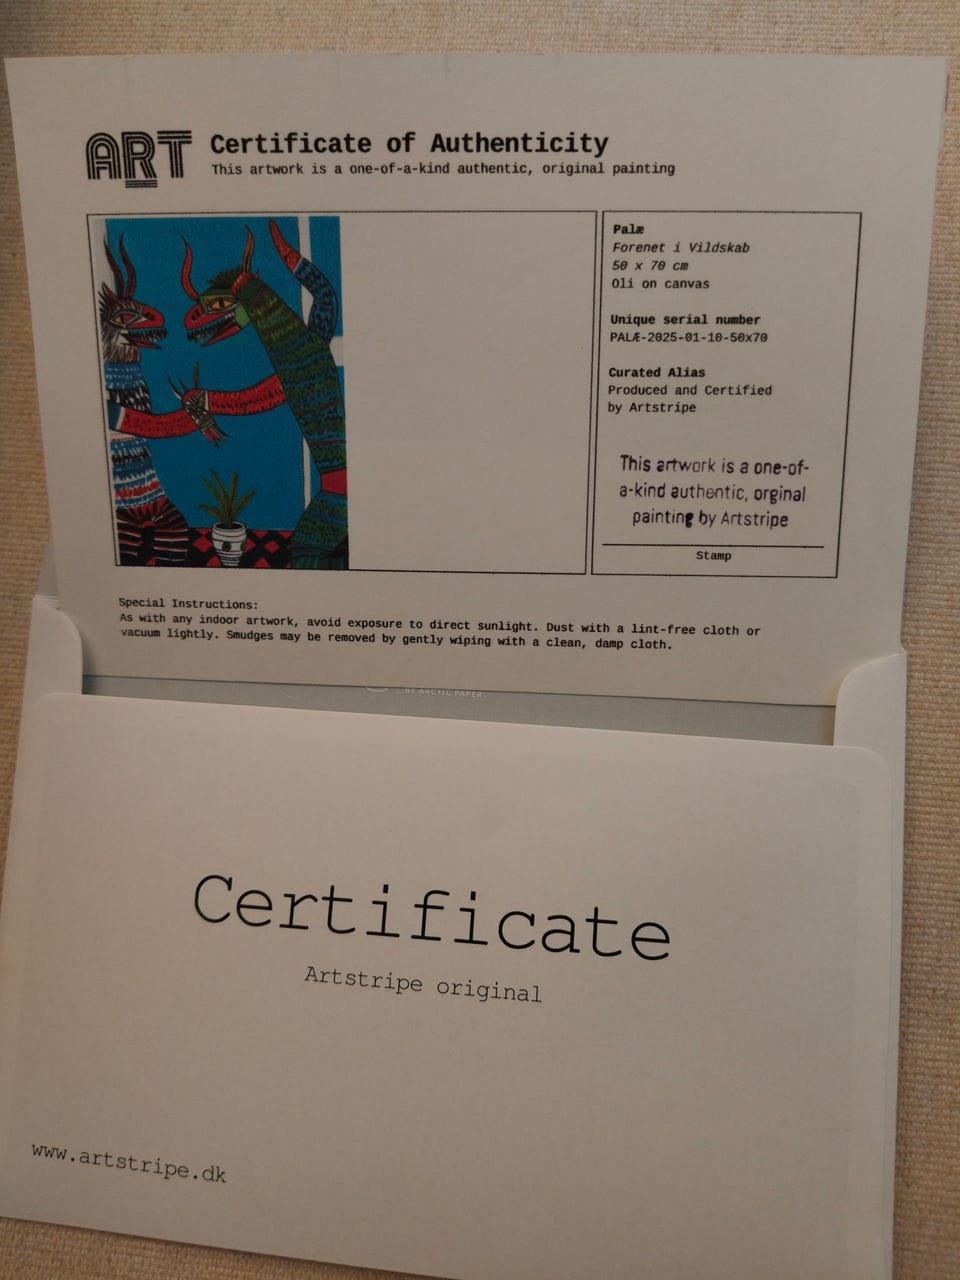 ART
Certificate of Authenticity
This artwork is a one-of-a-kind authentic, original painting
Palæ
Forenet i Vildskab
50 x 70 cm
Oli on canvas
Unique serial number
PALÆ-2025-01-10-50x70
Curated Alias
Produced and Certified
by Artstripe
This artwork is a one-of-
a-kind authentic, orginal
painting by Artstripe
Stamp
Special Instructions:
As with any indoor artwork, avoid exposure to direct sunlight. Dust with a lint-free cloth or
vacuum lightly. Smudges may be removed by gently wiping with a clean, damp cloth.
BY ARCTIC PAPER
Certificate
Artstripe original
www.artstripe.dk